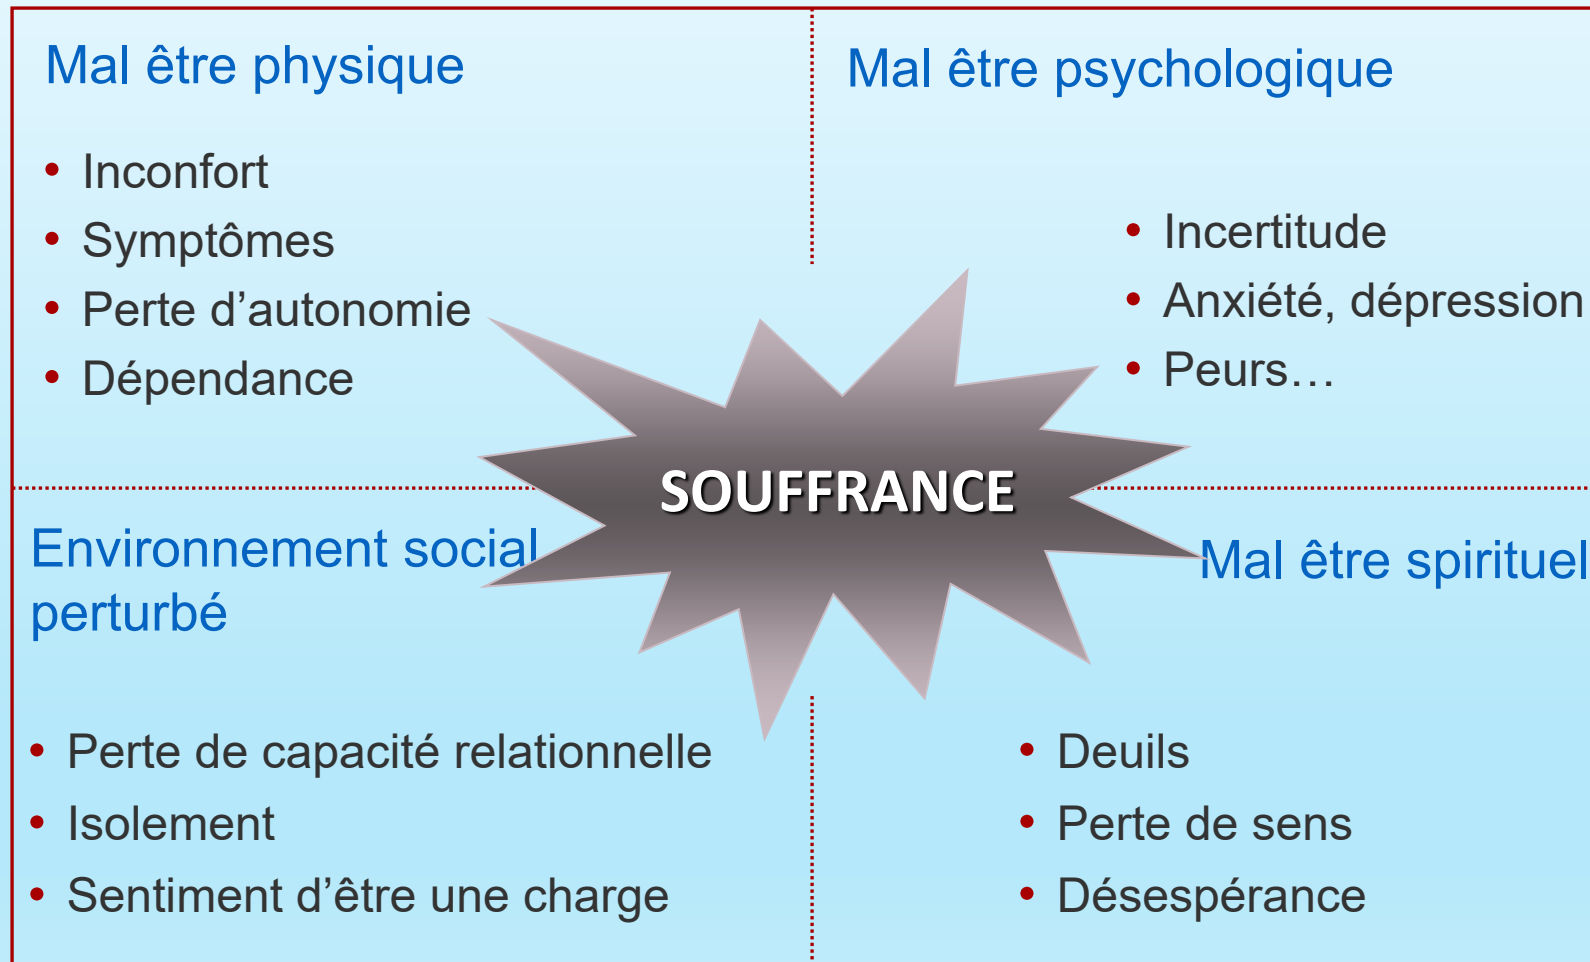 Mal être physique
• Inconfort
• Symptômes
• Perte d’autonomie
• Dépendance
Mal être psychologique
• Incertitude
• Anxiété, dépression
• Peurs…
SOUFFRANCE
Environnement social
perturbé
• Perte de capacité relationnelle
• Isolement
• Sentiment d’être une charge
Mal être spirituel
• Deuils
• Perte de sens
• Désespérance